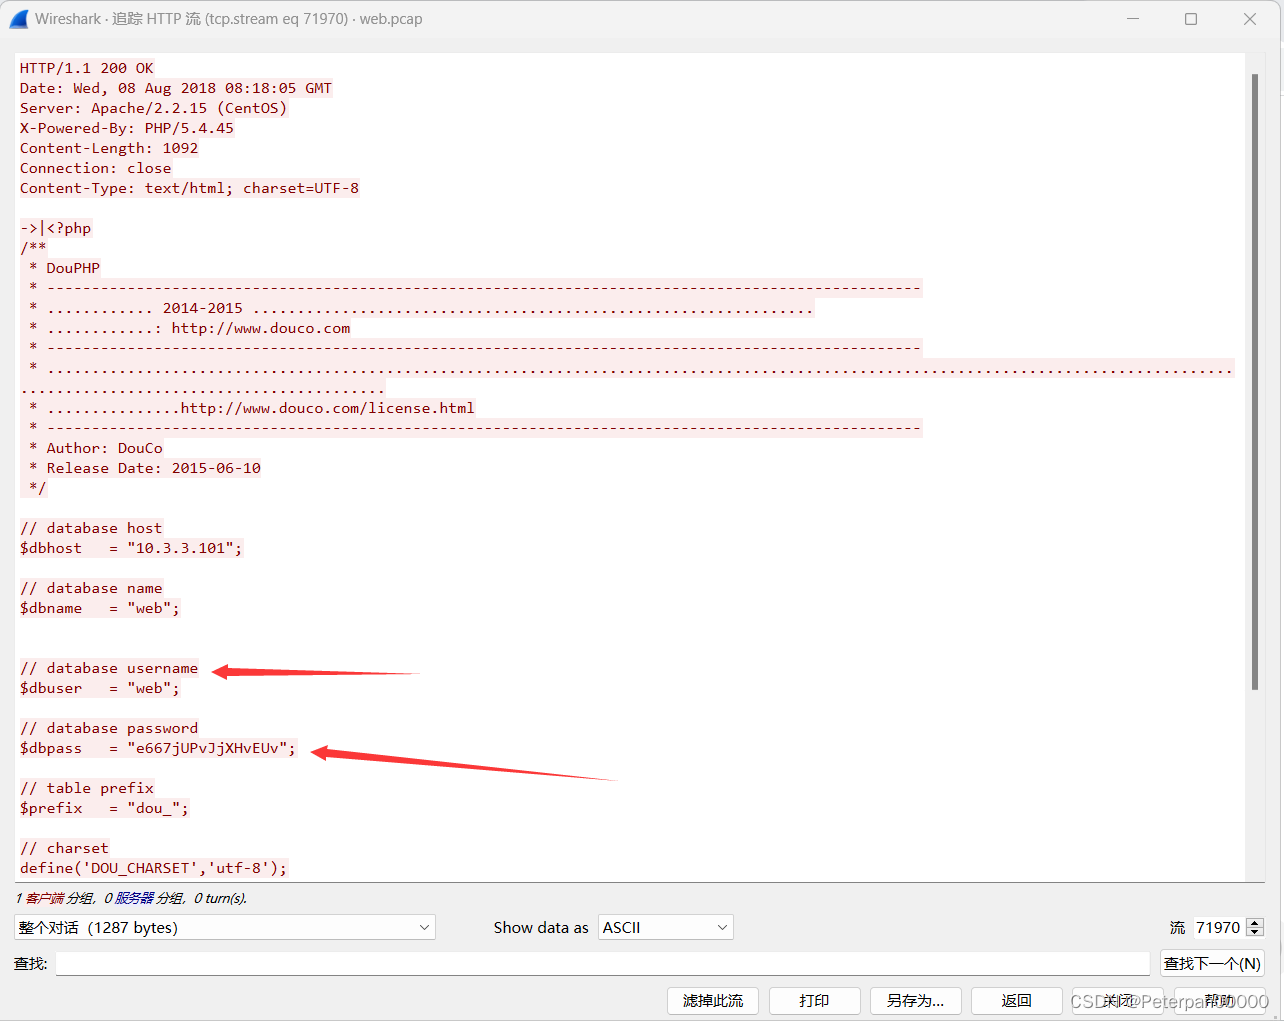 Wireshark · 追踪 HTTP 流 (tcp.stream eq 71970) · web.pcap
HTTP/1.1 200 OK
Date: Wed, 08 Aug 2018 08:18:05 GMT
Server: Apache/2.2.15 (CentOS)
X-Powered-By: PHP/5.4.45
Content-Length: 1092
Connection: close
Content-Type: text/html; charset=UTF-8
->|<?php
/**
 * DouPHP
 * --------------------------------------------------------------------------------------------------
 * ............ 2014-2015 ...............................................................
 * ............: http://www.douco.com
 * --------------------------------------------------------------------------------------------------
 * .....................................................................................................................................
.........................................
 * ...............http://www.douco.com/license.html
 * --------------------------------------------------------------------------------------------------
 * Author: DouCo
 * Release Date: 2015-06-10
 */
// database host
$dbhost   = "10.3.3.101";
// database name
$dbname   = "web";
// database username
$dbuser   = "web";
// database password
$dbpass   = "e667jUPvJjXHvEUv";
// table prefix
$prefix   = "dou_";
// charset
define('DOU_CHARSET','utf-8');
1 客户端 分组, 0 服务器 分组, 0 turn(s).
整个对话 (1287 bytes) Show data as ASCII 流 71970
查找: 查找下一个(N)
滤掉此流 打印 另存为... 返回 关闭 帮助
CSDN @Peterpan00000